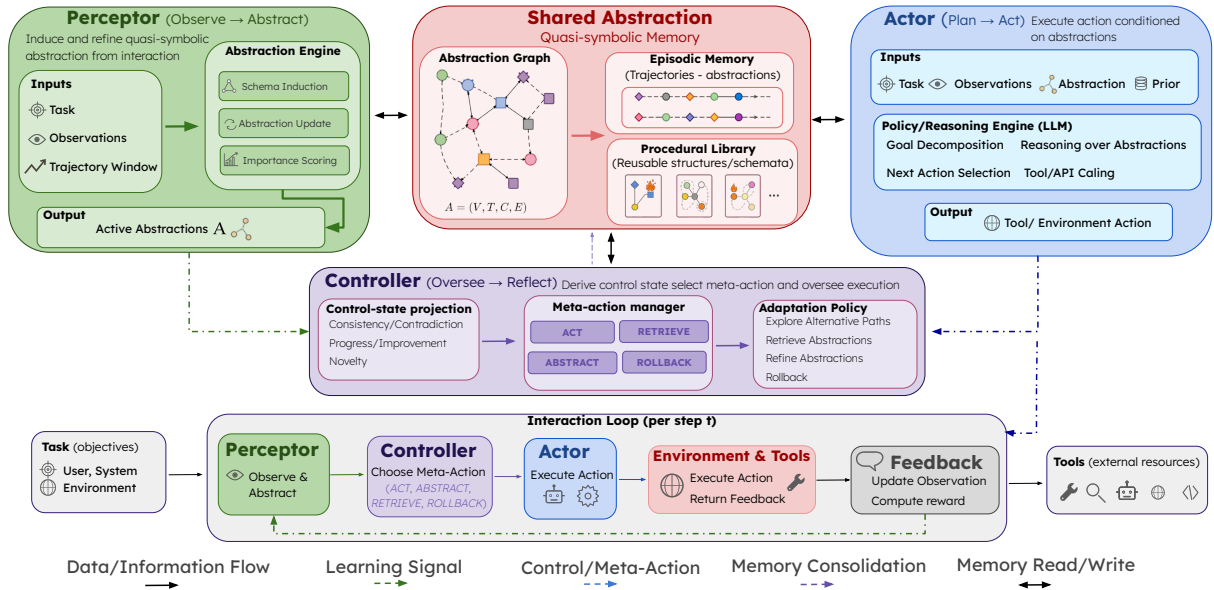 Perceptor (Observe → Abstract)
Induce and refine quasi-symbolic
abstraction from interaction
Inputs
Task
Observations
Trajectory Window
Abstraction Engine
Schema Induction
Abstraction Update
Importance Scoring
Output
Active Abstractions A
Shared Abstraction
Quasi-symbolic Memory
Abstraction Graph
A = (V, T, C, E)
Episodic Memory
(Trajectories - abstractions)
Procedural Library
(Reusable structures/schemata)
...
Actor (Plan → Act) Execute action conditioned
on abstractions
Inputs
Task Observations Abstraction Prior
Policy/Reasoning Engine (LLM)
Goal Decomposition Reasoning over Abstractions
Next Action Selection Tool/API Caling
Output
Tool/ Environment Action
Controller (Oversee → Reflect) Derive control state select meta-action and oversee execution
Control-state projection
Consistency/Contradiction
Progress/Improvement
Novelty
Meta-action manager
ACT RETRIEVE
ABSTRACT ROLLBACK
Adaptation Policy
Explore Alternative Paths
Retrieve Abstractions
Refine Abstractions
Rollback
Interaction Loop (per step t)
Task (objectives)
User, System
Environment
Perceptor
Observe &
Abstract
Controller
Choose Meta-Action
(ACT, ABSTRACT,
RETRIEVE, ROLLBACK)
Actor
Execute Action
Environment & Tools
Execute Action
Return Feedback
Feedback
Update Observation
Compute reward
Tools (external resources)
Data/Information Flow
Learning Signal
Control/Meta-Action
Memory Consolidation
Memory Read/Write